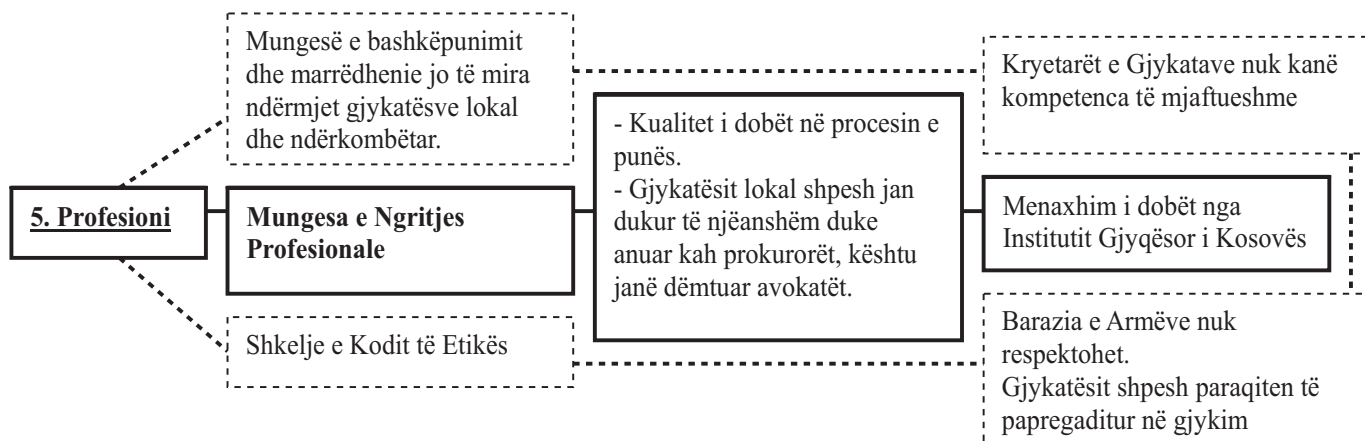 Mungesë e bashkëpunimit
dhe marrëdhenie jo të mira
ndërmjet gjykatësve lokal
dhe ndërkombëtar.
Kryetarët e Gjykatave nuk kanë
kompetenca të mjaftueshme
5. Profesioni
Mungesa e Ngritjes
Profesionale
- Kualitet i dobët në procesin e
punës.
- Gjykatësit lokal shpesh jan
dukur të njëanshëm duke
anuar kah prokurorët, kështu
janë dëmtuar avokatët.
Menaxhim i dobët nga
Institutit Gjyqësor i Kosovës
Shkelje e Kodit të Etikës
Barazia e Armëve nuk
respektohet.
Gjykatësit shpesh paraqiten të
papregaditur në gjykim